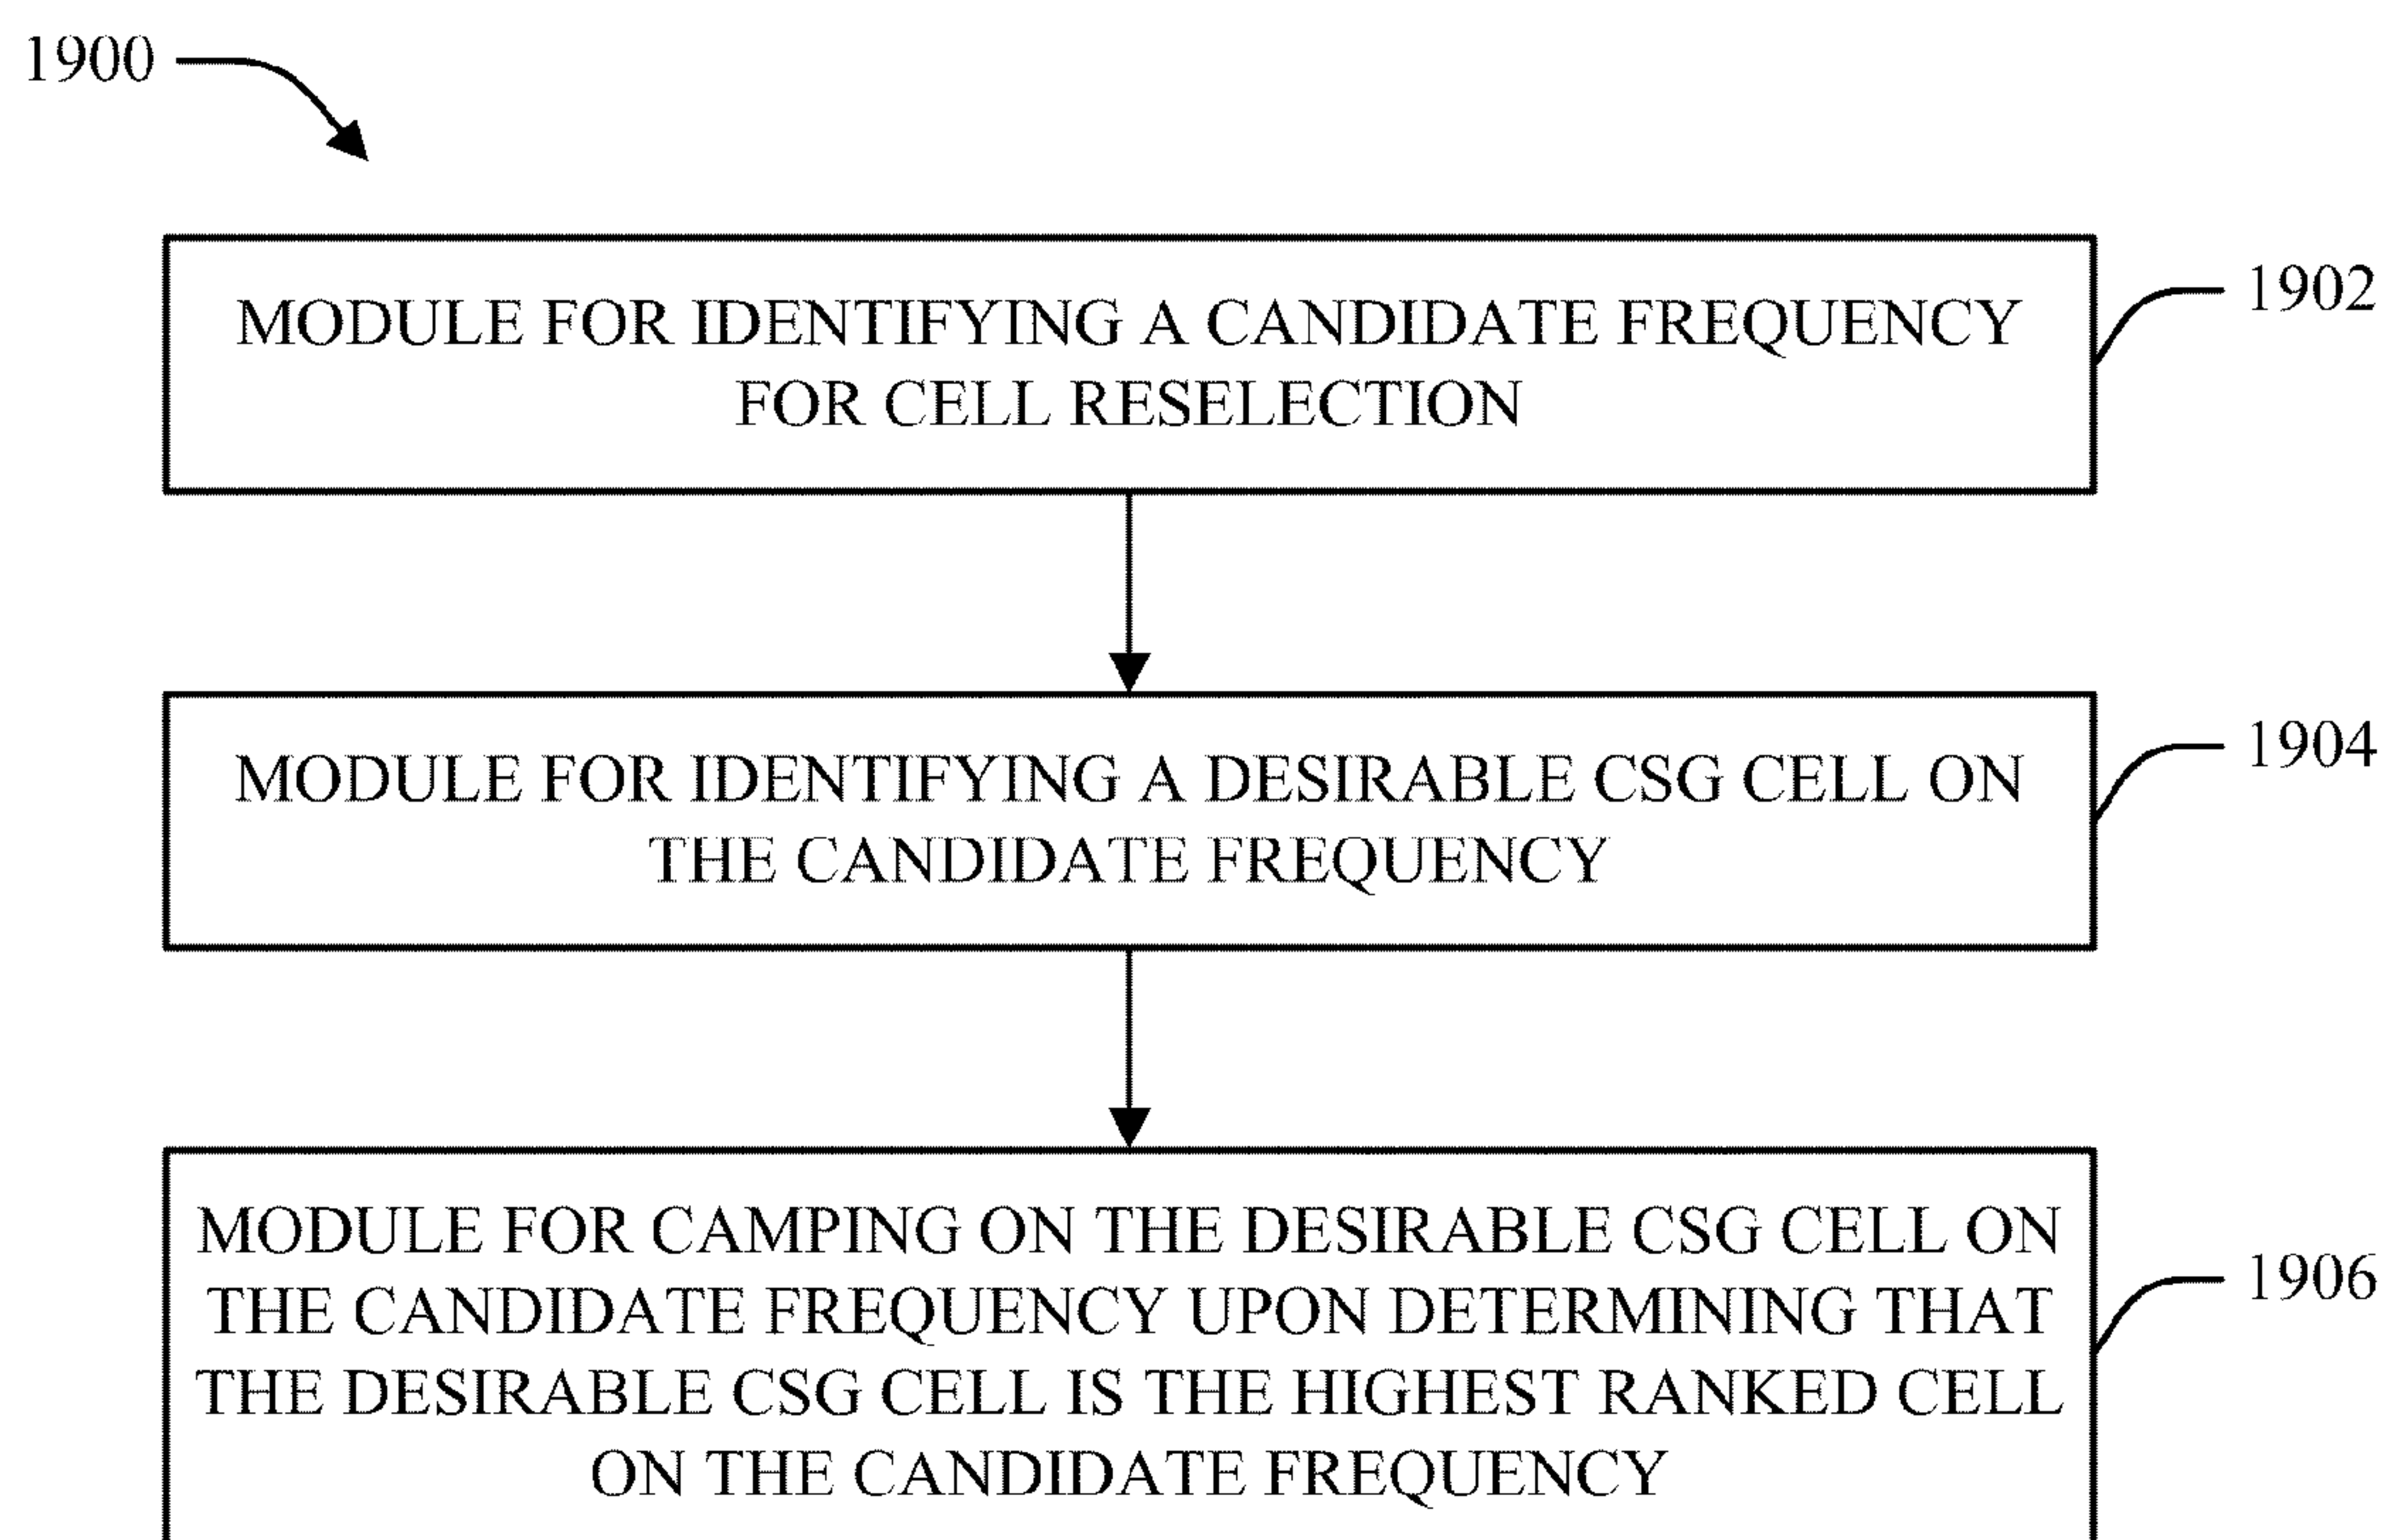 1900
MODULE FOR IDENTIFYING A CANDIDATE FREQUENCY
FOR CELL RESELECTION
1902
MODULE FOR IDENTIFYING A DESIRABLE CSG CELL ON
THE CANDIDATE FREQUENCY
1904
MODULE FOR CAMPING ON THE DESIRABLE CSG CELL ON
THE CANDIDATE FREQUENCY UPON DETERMINING THAT
THE DESIRABLE CSG CELL IS THE HIGHEST RANKED CELL
ON THE CANDIDATE FREQUENCY
1906